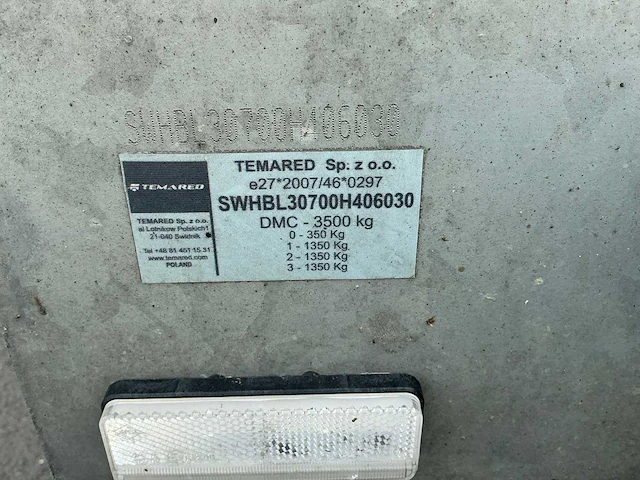 SWHBL30700H406030
TEMARED
TEMARED Sp. z o.o.
al Lotnikow Polskich1
21-040 Swidnik
Tel +48 81 451 15 31
www.temared.com
POLAND
TEMARED Sp. z o.o.
e27*2007/46*0297
SWHBL30700H406030
DMC - 3500 kg
0 - 350 Kg
1 - 1350 Kg
2 - 1350 Kg
3 - 1350 Kg